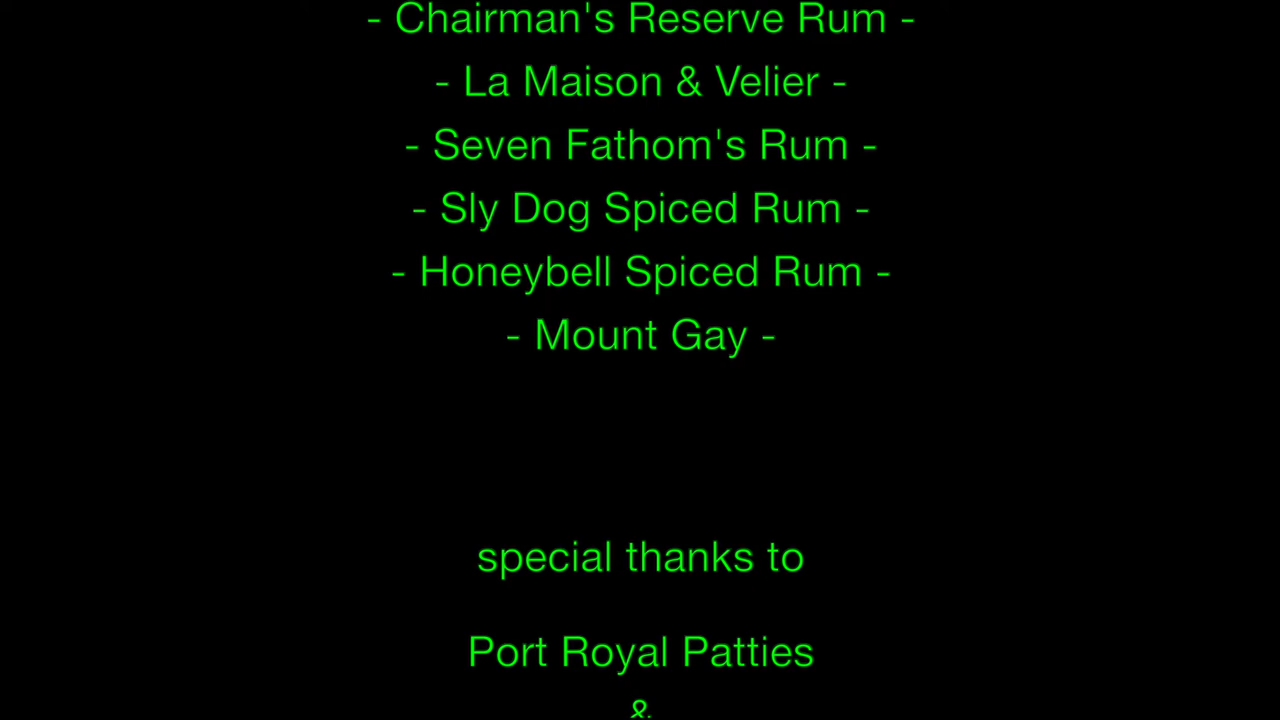 - Chairman's Reserve Rum -
- La Maison & Velier -
- Seven Fathom's Rum -
- Sly Dog Spiced Rum -
- Honeybell Spiced Rum -
- Mount Gay -
special thanks to
Port Royal Patties
&